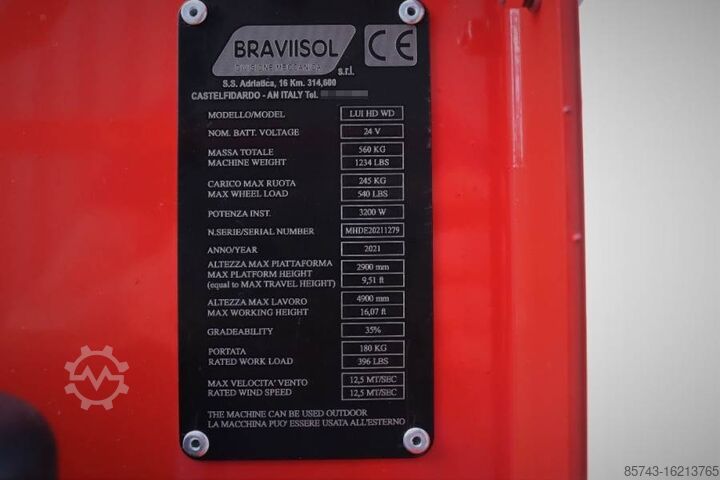 BRAVIISOL
DIVISIONE MECCANICA
s.r.l.
CE
S.S. Adriatica, 16 Km. 314,600
CASTELFIDARDO - AN ITALY Tel.
MODELLO/MODEL LUI HD WD
NOM. BATT. VOLTAGE 24 V
MASSA TOTALE 560 KG
MACHINE WEIGHT 1234 LBS
CARICO MAX RUOTA 245 KG
MAX WHEEL LOAD 540 LBS
POTENZA INST. 3200 W
N.SERIE/SERIAL NUMBER MHDE20211279
ANNO/YEAR 2021
ALTEZZA MAX PIATTAFORMA 2900 mm
MAX PLATFORM HEIGHT 9,51 ft
(equal to MAX TRAVEL HEIGHT)
ALTEZZA MAX LAVORO 4900 mm
MAX WORKING HEIGHT 16,07 ft
GRADEABILITY 35%
PORTATA 180 KG
RATED WORK LOAD 396 LBS
MAX VELOCITA' VENTO 12,5 MT/SEC
RATED WIND SPEED 12,5 MT/SEC
THE MACHINE CAN BE USED OUTDOOR
LA MACCHINA PUO' ESSERE USATA ALL'ESTERNO
85743-16213765